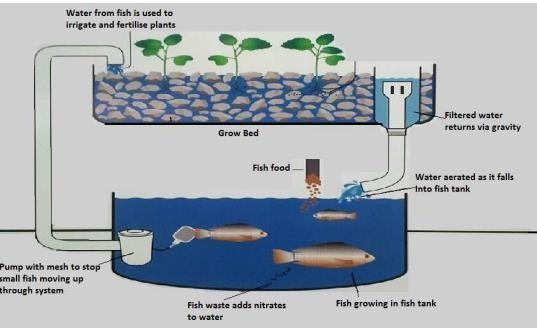 Water from fish is used to
irrigate and fertilise plants
Filtered water
returns via gravity
Grow Bed
Fish food
Water aerated as it falls
Into fish tank
Pump with mesh to stop
small fish moving up
through system
Fish waste adds nitrates
to water
Fish growing in fish tank